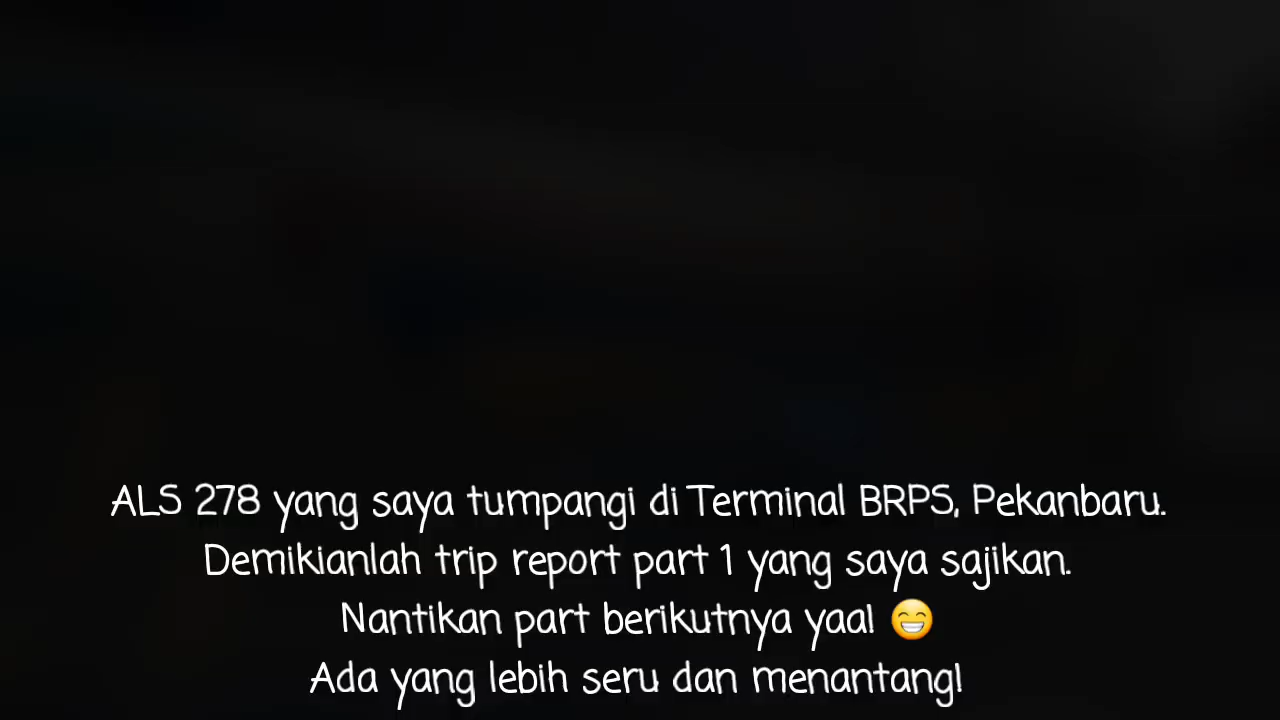 ALS 278 yang saya tumpangi di Terminal BRPS, Pekanbaru.
Demikianlah trip report part 1 yang saya sajikan.
Nantikan part berikutnya yaa! 😁
Ada yang lebih seru dan menantang!